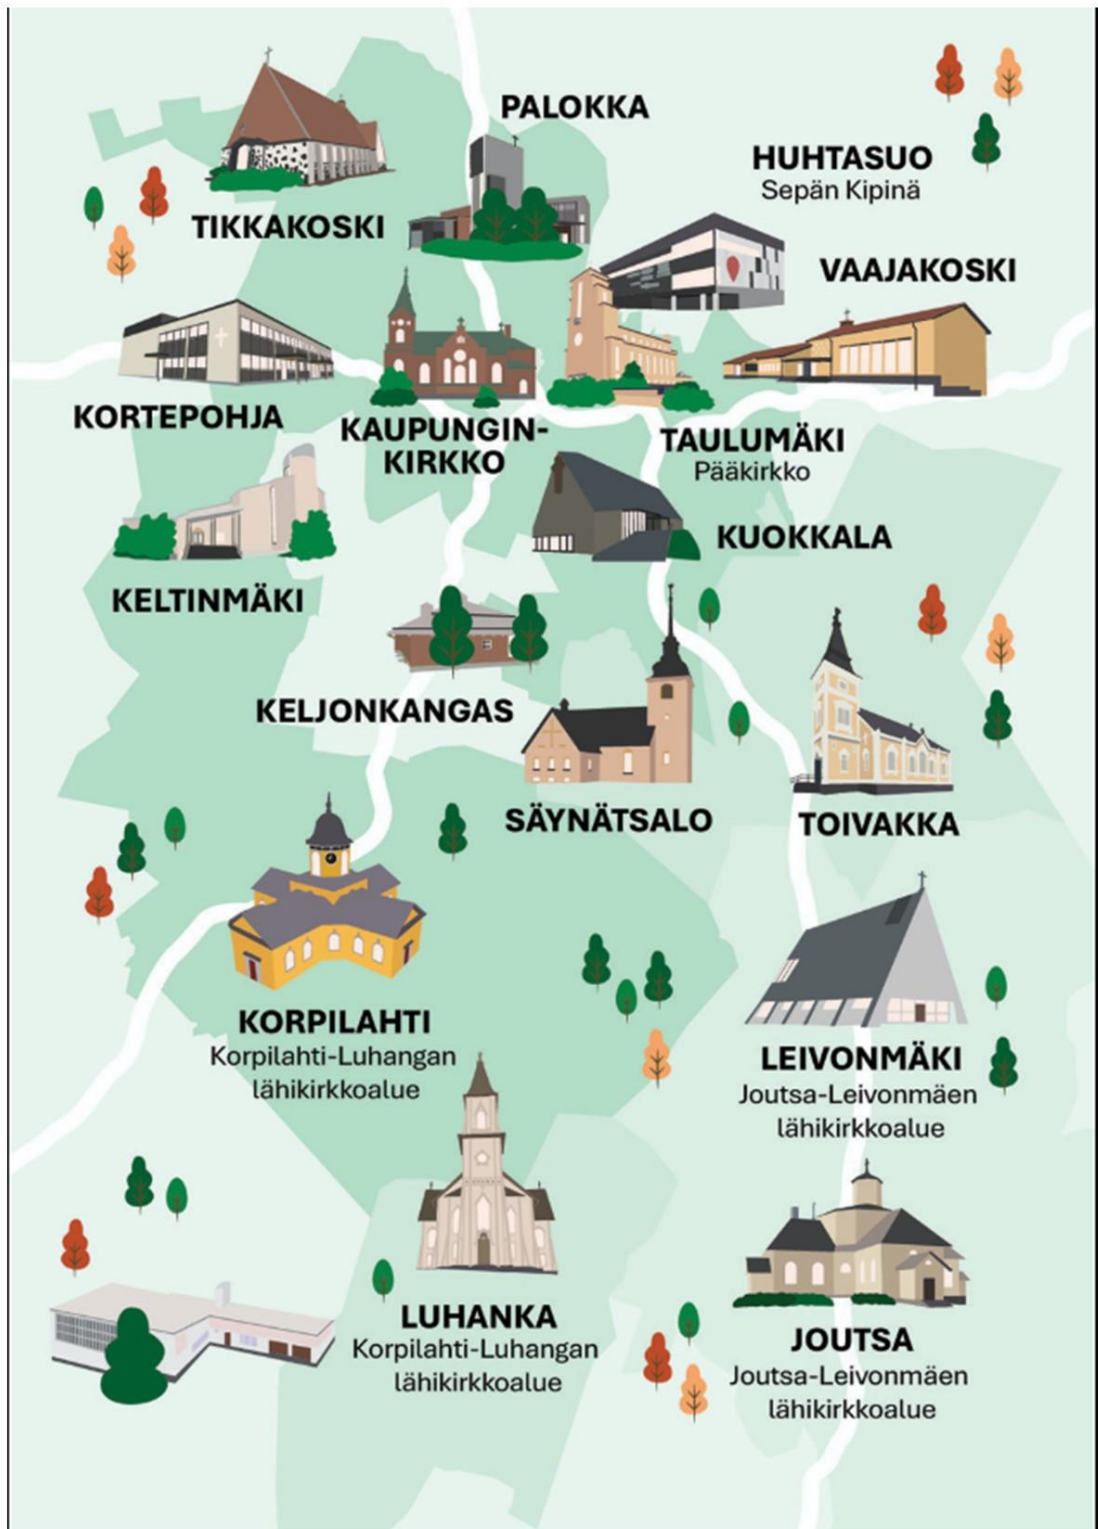 PALOKKA
HUHTASUO
Sepän Kipinä
TIKKAKOSKI
VAAJAKOSKI
KORTEPOHJA
KAUPUNGIN-
KIRKKO
TAULUMÄKI
Pääkirkko
KUOKKALA
KELTINMÄKI
KELJONKANGAS
SÄYNÄTSALO
TOIVAKKA
KORPILAHTI
Korpilahti-Luhangan
lähikirkkoalue
LEIVONMÄKI
Joutsa-Leivonmäen
lähikirkkoalue
LUHANKA
Korpilahti-Luhangan
lähikirkkoalue
JOUTSA
Joutsa-Leivonmäen
lähikirkkoalue